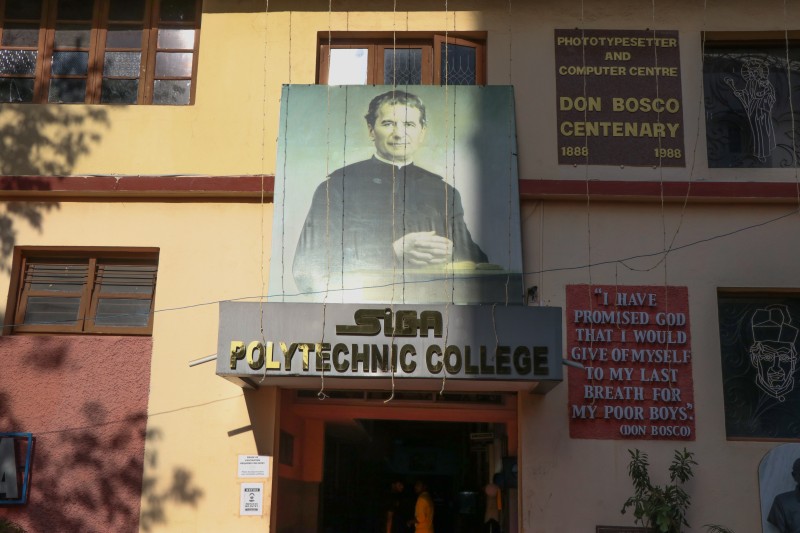 PHOTOTYPESETTER
AND
COMPUTER CENTRE
DON BOSCO
CENTENARY
1888 1988
SIGA
POLYTECHNIC COLLEGE
"I HAVE
PROMISED GOD
THAT I WOULD
GIVE OF MYSELF
TO MY LAST
BREATH FOR
MY POOR BOYS".
(DON BOSCO)
A